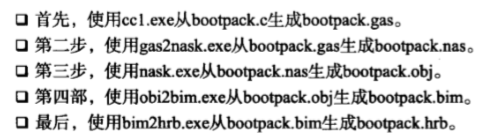 ❑ 首先，使用cc1.exe从bootpack.c生成bootpack.gas。
❑ 第二步，使用gas2nask.exe从bootpack.gas生成bootpack.nas。
❑ 第三步，使用nask.exe从bootpack.nas生成bootpack.obj。
❑ 第四部，使用obi2bim.exe从bootpack.obj生成bootpack.bim。
❑ 最后，使用bim2hrb.exe从bootpack.bim生成bootpack.hrb。